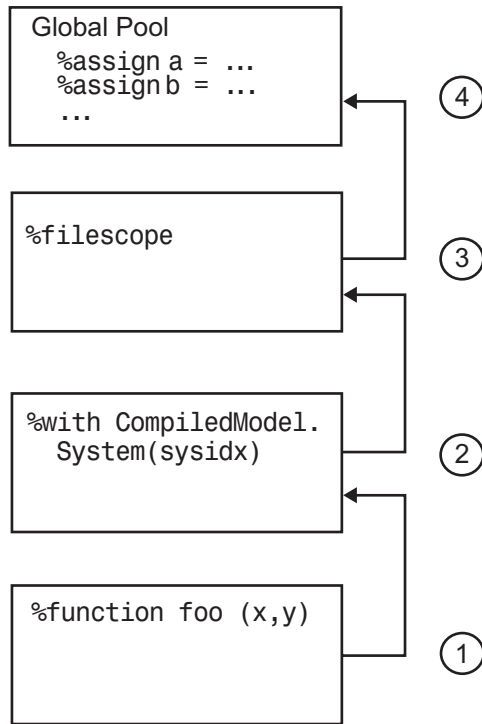 Global Pool
%assign a = ...
%assign b = ...
...
4
%filescope
3
%with CompiledModel.
System(sysidx)
2
%function foo (x,y)
1